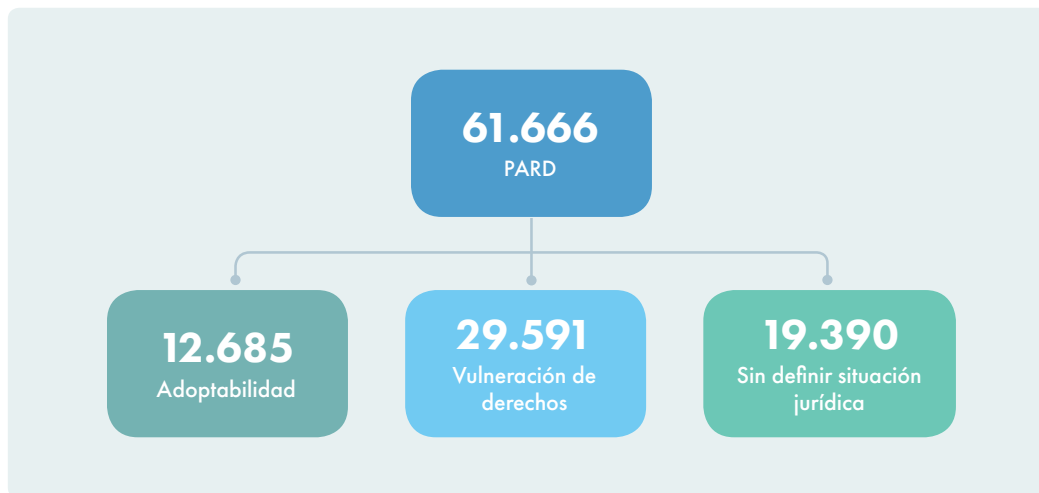 61.666
PARD
12.685
Adoptabilidad
29.591
Vulneración de
derechos
19.390
Sin definir situación
jurídica